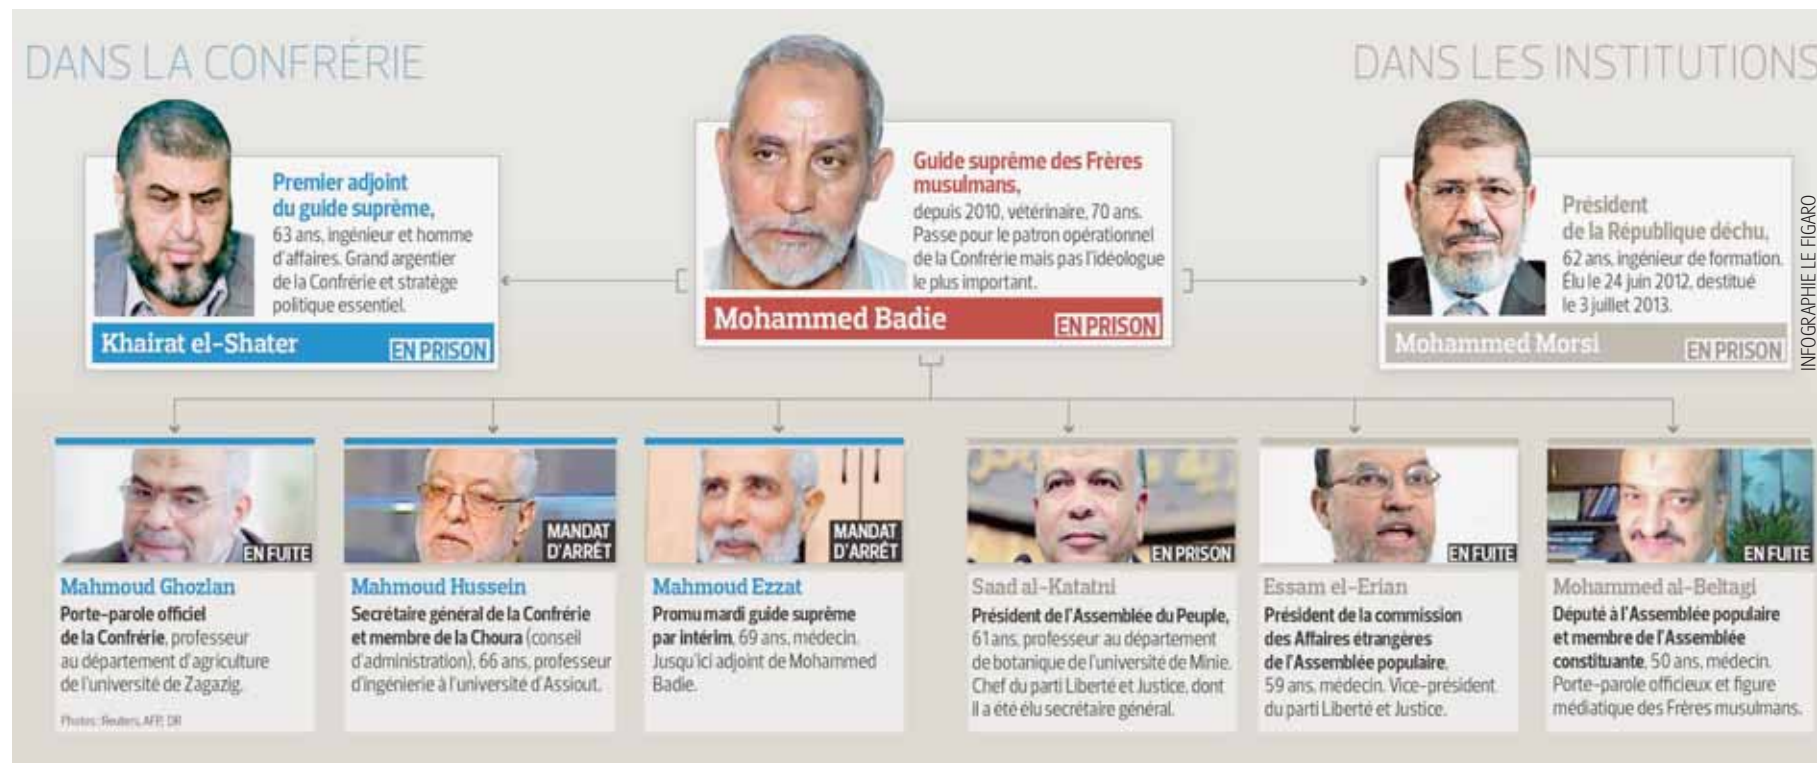 DANS LA CONFRÉRIE
DANS LES INSTITUTIONS
Premier adjoint
du guide suprême,
63 ans, ingénieur et homme
d'affaires. Grand argentier
de la Confrérie et stratège
politique essentiel.
Khairat el-Shater
EN PRISON
Guide suprême des Frères
musulmans,
depuis 2010, vétérinaire, 70 ans.
Passe pour le patron opérationnel
de la Confrérie mais pas l'idéologue
le plus important.
Mohammed Badie
EN PRISON
Président
de la République déchu,
62 ans, ingénieur de formation.
Élu le 24 juin 2012, destitué
le 3 juillet 2013.
Mohammed Morsi
EN PRISON
INFOGRAPHIE LE FIGARO
EN FUITE
Mahmoud Ghozlan
Porte-parole officiel
de la Confrérie, professeur
au département d'agriculture
de l'université de Zagazig.
Photos : Reuters, AFP, DR
MANDAT
D'ARRÊT
Mahmoud Hussein
Secrétaire général de la Confrérie
et membre de la Choura (conseil
d'administration), 66 ans, professeur
d'ingénierie à l'université d'Assiout.
MANDAT
D'ARRÊT
Mahmoud Ezzat
Promu mardi guide suprême
par intérim, 69 ans, médecin.
Jusqu'ici adjoint de Mohammed
Badie.
EN PRISON
Saad al-Katatni
Président de l'Assemblée du Peuple,
61 ans, professeur au département
de botanique de l'université de Minie.
Chef du parti Liberté et Justice, dont
il a été élu secrétaire général.
EN FUITE
Essam el-Erian
Président de la commission
des Affaires étrangères
de l'Assemblée populaire,
59 ans, médecin. Vice-président
du parti Liberté et Justice.
EN FUITE
Mohammed al-Beltagi
Député à l'Assemblée populaire
et membre de l'Assemblée
constituante, 50 ans, médecin.
Porte-parole officieux et figure
médiatique des Frères musulmans.